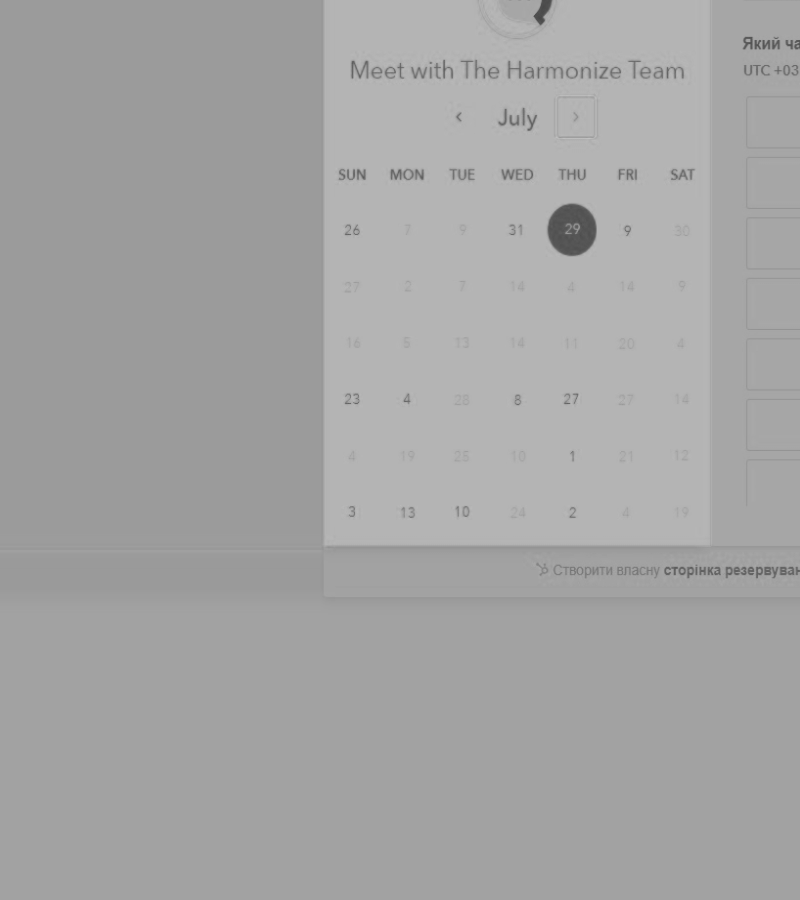 Meet with The Harmonize Team
‹ July ›
SUN MON TUE WED THU FRI SAT
26 7 9 31 29 9 30
27 2 7 14 4 14 9
16 5 13 14 11 20 4
23 4 28 8 27 27 14
4 19 25 10 1 21 12
3 13 10 24 2 4 19
Який ча
UTC +03
Створити власну сторінка резервуван